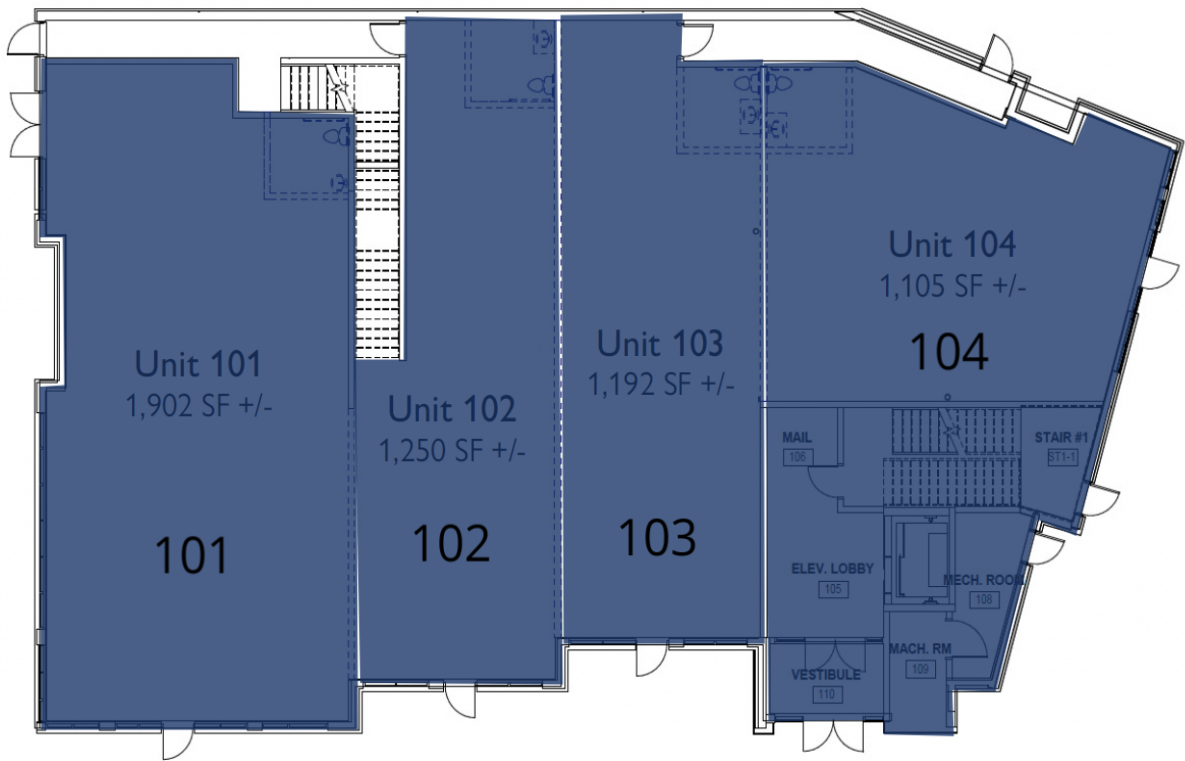 Unit 101
1,902 SF +/-
101
Unit 102
1,250 SF +/-
102
Unit 103
1,192 SF +/-
103
Unit 104
1,105 SF +/-
104
MAIL
106
STAIR #1
ST1-1
ELEV. LOBBY
105
MECH. ROOM
108
MACH. RM
109
VESTIBULE
110